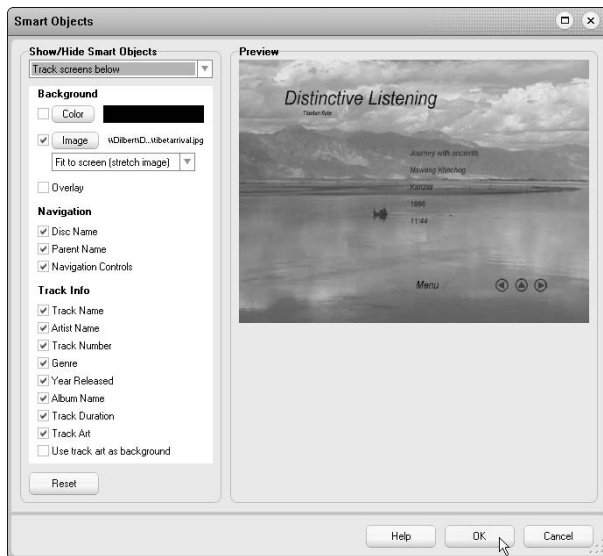 Smart Objects
Show/Hide Smart Objects
Track screens below
Background
Color
Image
\\Dilbert\D...\tibetarrival.jpg
Fit to screen (stretch image)
Overlay
Navigation
Disc Name
Parent Name
Navigation Controls
Track Info
Track Name
Artist Name
Track Number
Genre
Year Released
Album Name
Track Duration
Track Art
Use track art as background
Reset
Preview
Distinctive Listening
Journey with ancients
Nawang Khechog
Karuna
1996
11:44
Menu
Help
OK
Cancel